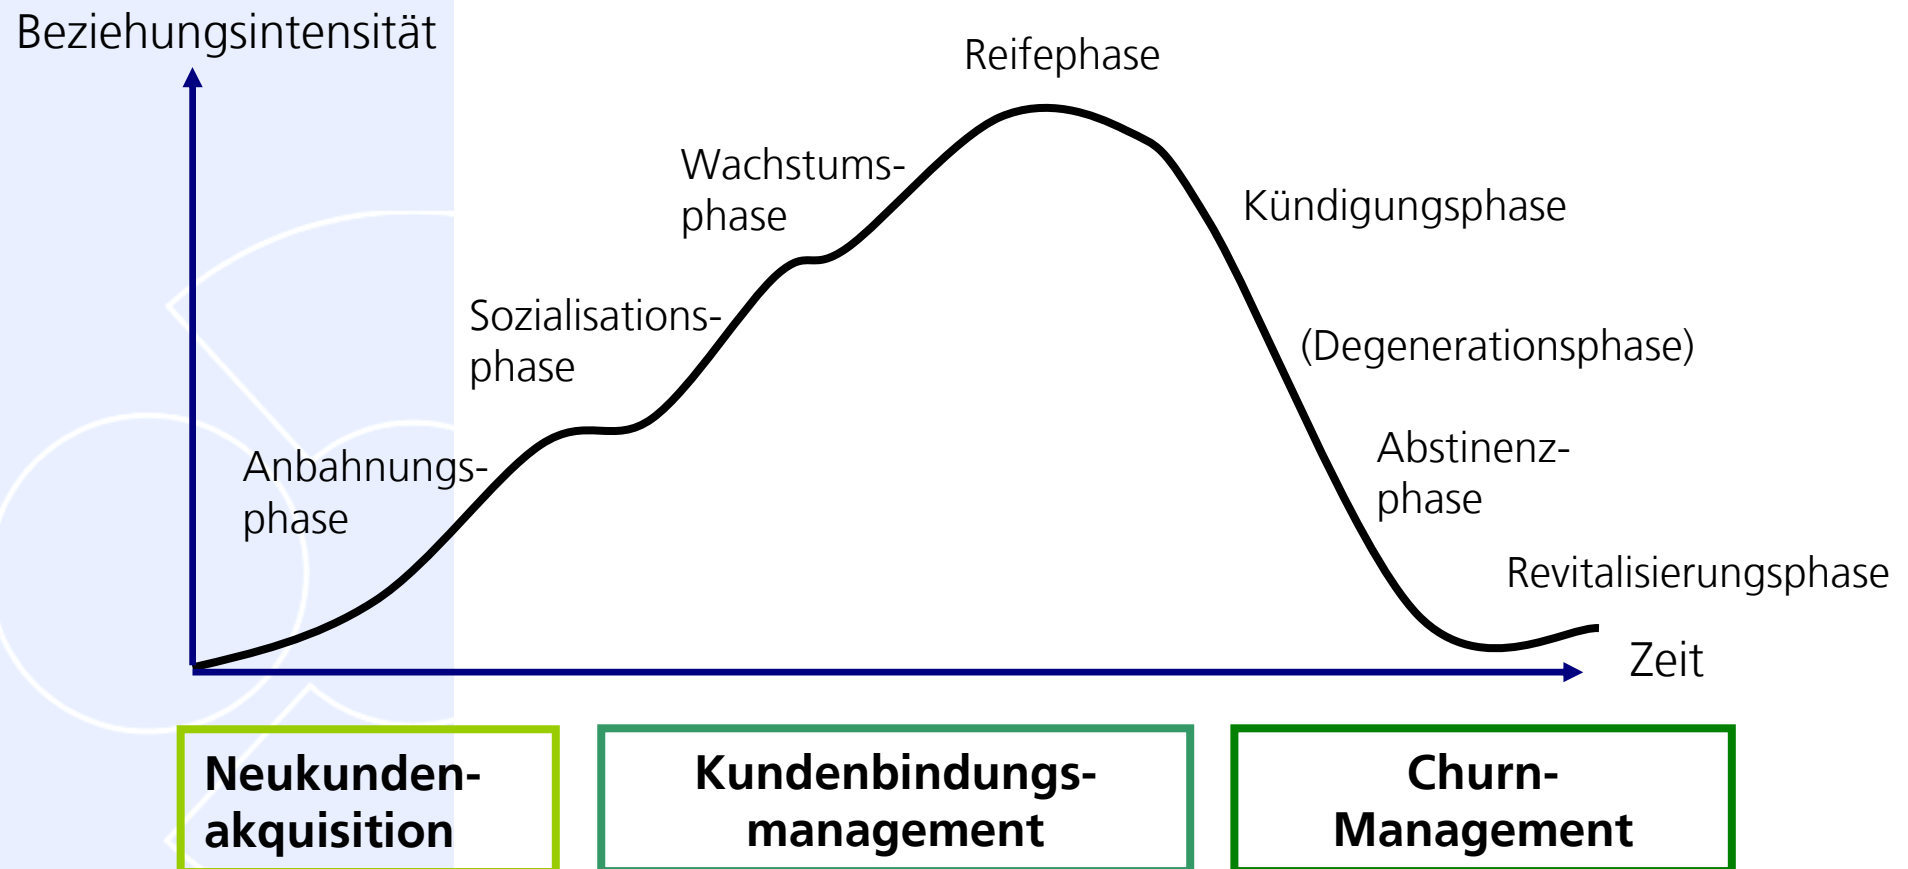 Beziehungsintensität
Reifephase
Wachstums-
phase
Kündigungsphase
Sozialisations-
phase
(Degenerationsphase)
Anbahnungs-
phase
Abstinenz-
phase
Revitalisierungsphase
Zeit
Neukunden-
akquisition
Kundenbindungs-
management
Churn-
Management